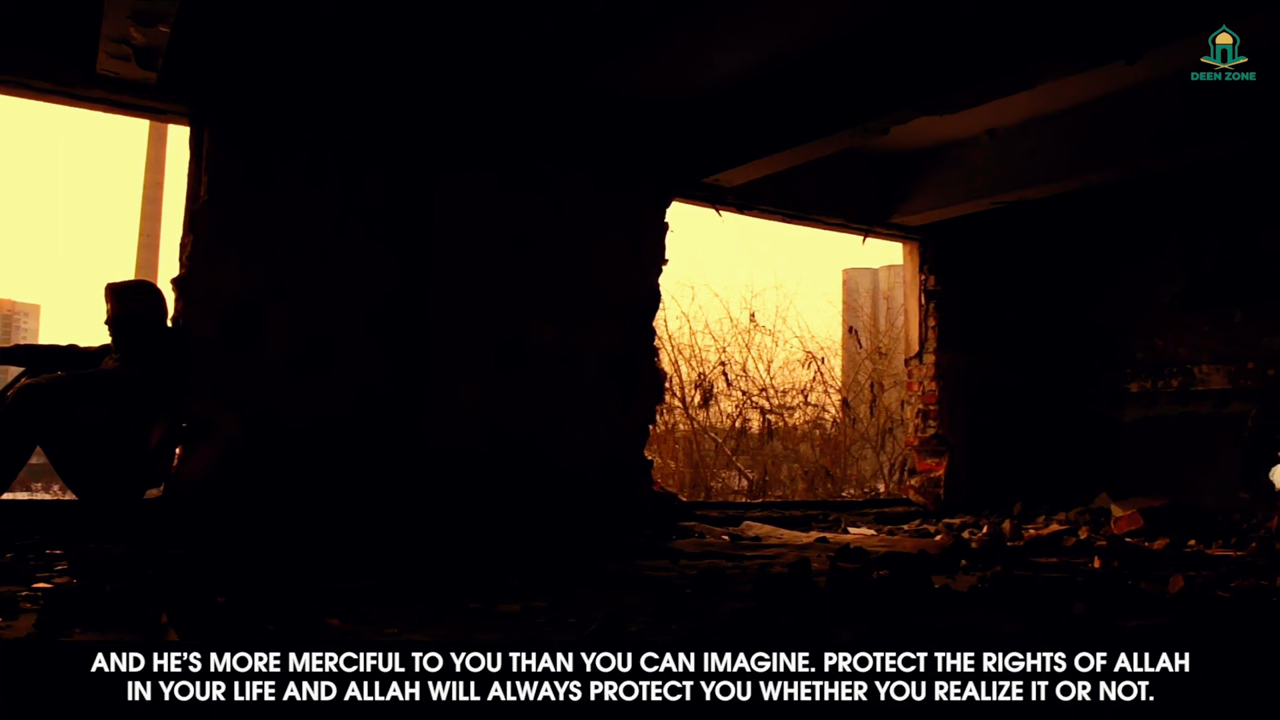 DEEN ZONE
AND HE'S MORE MERCIFUL TO YOU THAN YOU CAN IMAGINE. PROTECT THE RIGHTS OF ALLAH
IN YOUR LIFE AND ALLAH WILL ALWAYS PROTECT YOU WHETHER YOU REALIZE IT OR NOT.